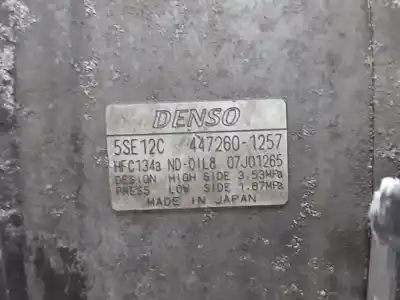 DENSO
5SE12C 447260-1257
HFC134a ND-OIL8 07J01265
DESIGN HIGH SIDE 3.53MPa
PRESS LOW SIDE 1.67MPa
MADE IN JAPAN